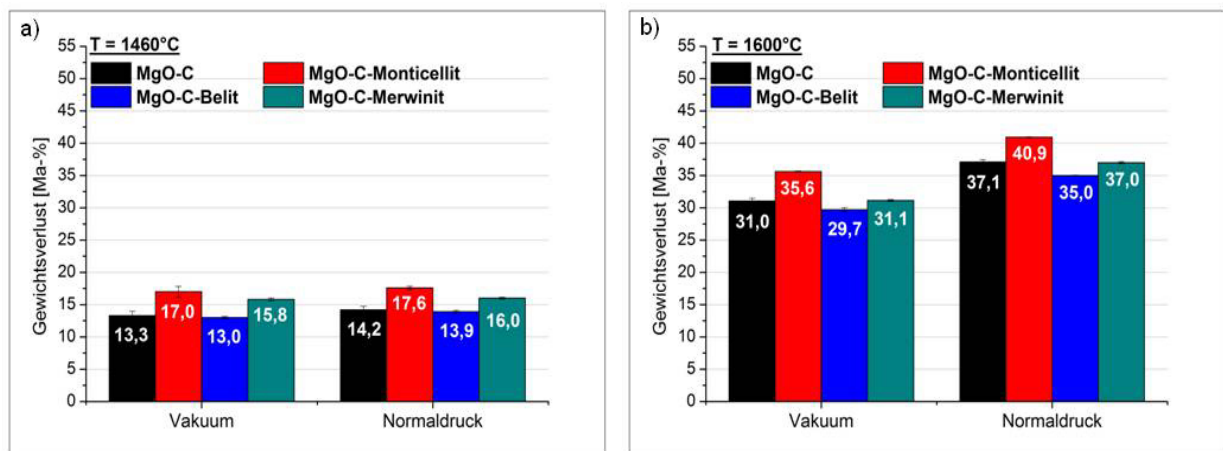 a)
T = 1460°C
MgO-C
MgO-C-Monticellit
MgO-C-Belit
MgO-C-Merwinit
Gewichtsverlust [Ma-%]
55
50
45
40
35
30
25
20
15
10
5
0
13,3
17,0
13,0
15,8
14,2
17,6
13,9
16,0
Vakuum
Normaldruck
b)
T = 1600°C
MgO-C
MgO-C-Monticellit
MgO-C-Belit
MgO-C-Merwinit
Gewichtsverlust [Ma-%]
55
50
45
40
35
30
25
20
15
10
5
0
31,0
35,6
29,7
31,1
37,1
40,9
35,0
37,0
Vakuum
Normaldruck